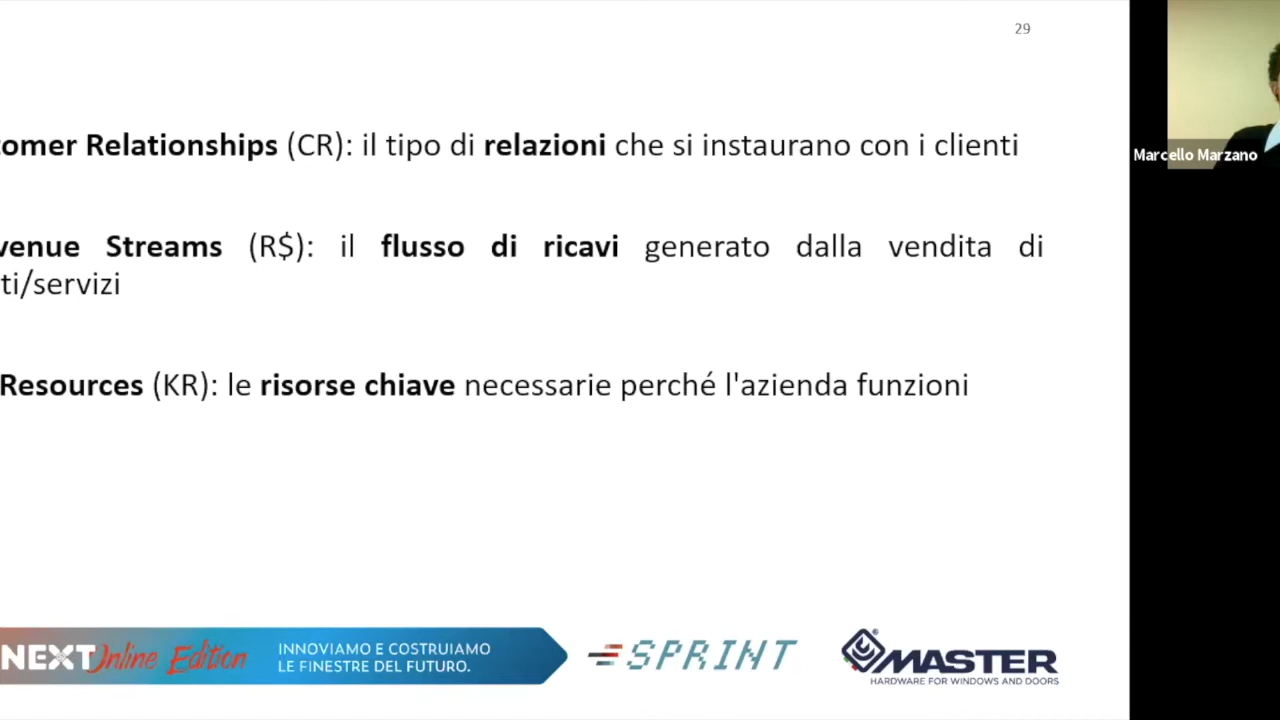 29
tomer Relationships (CR): il tipo di relazioni che si instaurano con i clienti
Marcello Marzano
venue Streams (R$): il flusso di ricavi generato dalla vendita di
ti/servizi
Resources (KR): le risorse chiave necessarie perché l'azienda funzioni
NEXT Online Edition
INNOVIAMO E COSTRUIAMO
LE FINESTRE DEL FUTURO.
SPRINT
MASTER
HARDWARE FOR WINDOWS AND DOORS